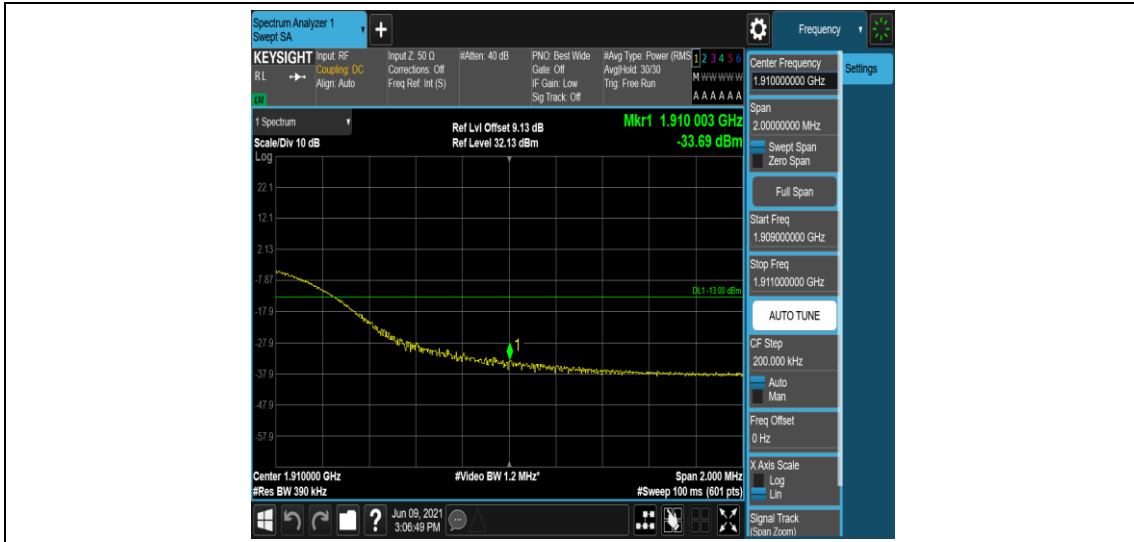 Spectrum Analyzer 1
Swept SA
Frequency
KEYSIGHT
RL
Input: RF
Coupling: DC
Align: Auto
Input Z: 50 Ω
Corrections: Off
Freq Ref: Int (S)
#Atten: 40 dB
PNO: Best Wide
Gate: Off
IF Gain: Low
Sig Track: Off
#Avg Type: Power (RMS
Avg|Hold: 30/30
Trig: Free Run
1 2 3 4 5 6
M W W W W W
A A A A A A
1 Spectrum
Scale/Div 10 dB
Ref Lvl Offset 9.13 dB
Ref Level 32.13 dBm
Mkr1 1.910 003 GHz
-33.69 dBm
Log
22.1
12.1
2.13
-7.87
-17.9
-27.9
-37.9
-47.9
-57.9
DL1 -13.00 dBm
1
Center 1.910000 GHz
#Res BW 390 kHz
#Video BW 1.2 MHz*
Span 2.000 MHz
#Sweep 100 ms (601 pts)
?
Jun 09, 2021
3:06:49 PM
Center Frequency
1.910000000 GHz
Settings
Span
2.00000000 MHz
Swept Span
Zero Span
Full Span
Start Freq
1.909000000 GHz
Stop Freq
1.911000000 GHz
AUTO TUNE
CF Step
200.000 kHz
Auto
Man
Freq Offset
0 Hz
X Axis Scale
Log
Lin
Signal Track
(Span Zoom)